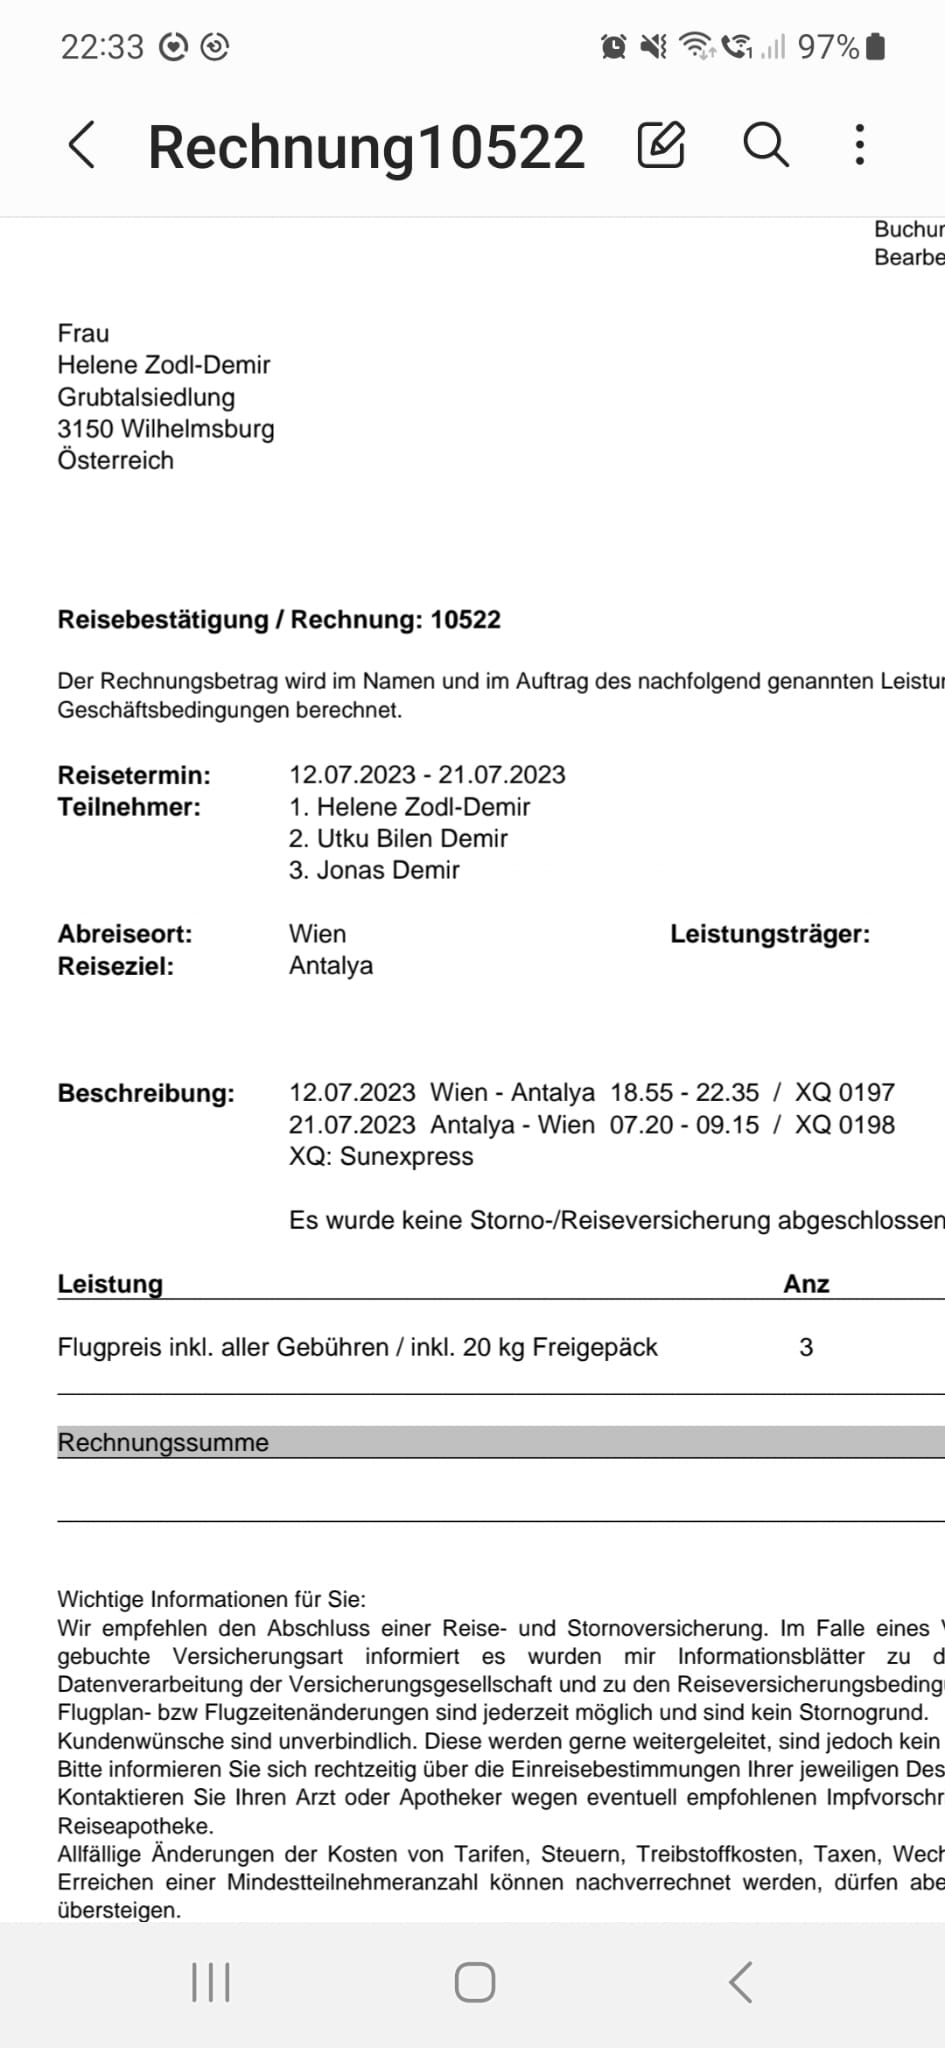 22:33
97%
Rechnung10522
Buchun
Bearbe
Frau
Helene Zodl-Demir
Grubtalsiedlung
3150 Wilhelmsburg
Österreich
Reisebestätigung / Rechnung: 10522
Der Rechnungsbetrag wird im Namen und im Auftrag des nachfolgend genannten Leistun
Geschäftsbedingungen berechnet.
Reisetermin: 12.07.2023 - 21.07.2023
Teilnehmer: 1. Helene Zodl-Demir
2. Utku Bilen Demir
3. Jonas Demir
Abreiseort: Wien Leistungsträger:
Reiseziel: Antalya
Beschreibung: 12.07.2023 Wien - Antalya 18.55 - 22.35 / XQ 0197
21.07.2023 Antalya - Wien 07.20 - 09.15 / XQ 0198
XQ: Sunexpress
Es wurde keine Storno-/Reiseversicherung abgeschlossen
Leistung Anz
Flugpreis inkl. aller Gebühren / inkl. 20 kg Freigepäck 3
Rechnungssumme
Wichtige Informationen für Sie:
Wir empfehlen den Abschluss einer Reise- und Stornoversicherung. Im Falle eines
gebuchte Versicherungsart informiert es wurden mir Informationsblätter zu d
Datenverarbeitung der Versicherungsgesellschaft und zu den Reiseversicherungsbeding
Flugplan- bzw Flugzeitenänderungen sind jederzeit möglich und sind kein Stornogrund.
Kundenwünsche sind unverbindlich. Diese werden gerne weitergeleitet, sind jedoch kein
Bitte informieren Sie sich rechtzeitig über die Einreisebestimmungen Ihrer jeweiligen Des
Kontaktieren Sie Ihren Arzt oder Apotheker wegen eventuell empfohlenen Impfvorschr
Reiseapotheke.
Allfällige Änderungen der Kosten von Tarifen, Steuern, Treibstoffkosten, Taxen, Wech
Erreichen einer Mindestteilnehmeranzahl können nachverrechnet werden, dürfen abe
übersteigen.